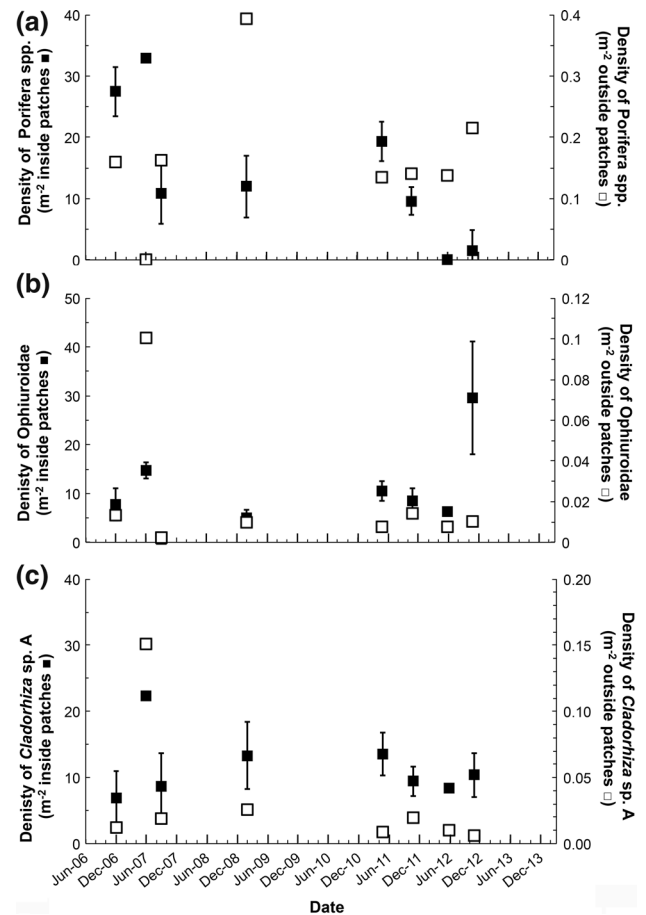 (a)
Density of Porifera spp.
(m-2 inside patches ■)
40
30
20
10
0
0.4
0.3
0.2
0.1
0
Density of Porifera spp.
(m-2 outside patches □)
(b)
Denisty of Ophiuroidae
(m-2 inside patches ■)
50
40
30
20
10
0
0.12
0.1
0.08
0.06
0.04
0.02
0
Density of Ophiuroidae
(m-2 outside patches □)
(c)
Denisty of Cladorhiza sp. A
(m-2 inside patches ■)
40
30
20
10
0
0.20
0.15
0.10
0.05
0.00
Density of Cladorhiza sp. A
(m-2 outside patches □)
Jun-06
Dec-06
Jun-07
Dec-07
Jun-08
Dec-08
Jun-09
Dec-09
Jun-10
Dec-10
Jun-11
Dec-11
Jun-12
Dec-12
Jun-13
Dec-13
Date